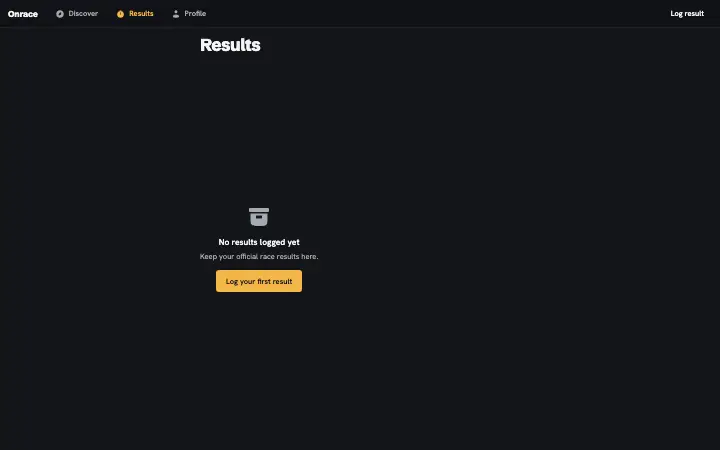 Onrace Discover Results Profile Log result
Results
No results logged yet
Keep your official race results here.
Log your first result